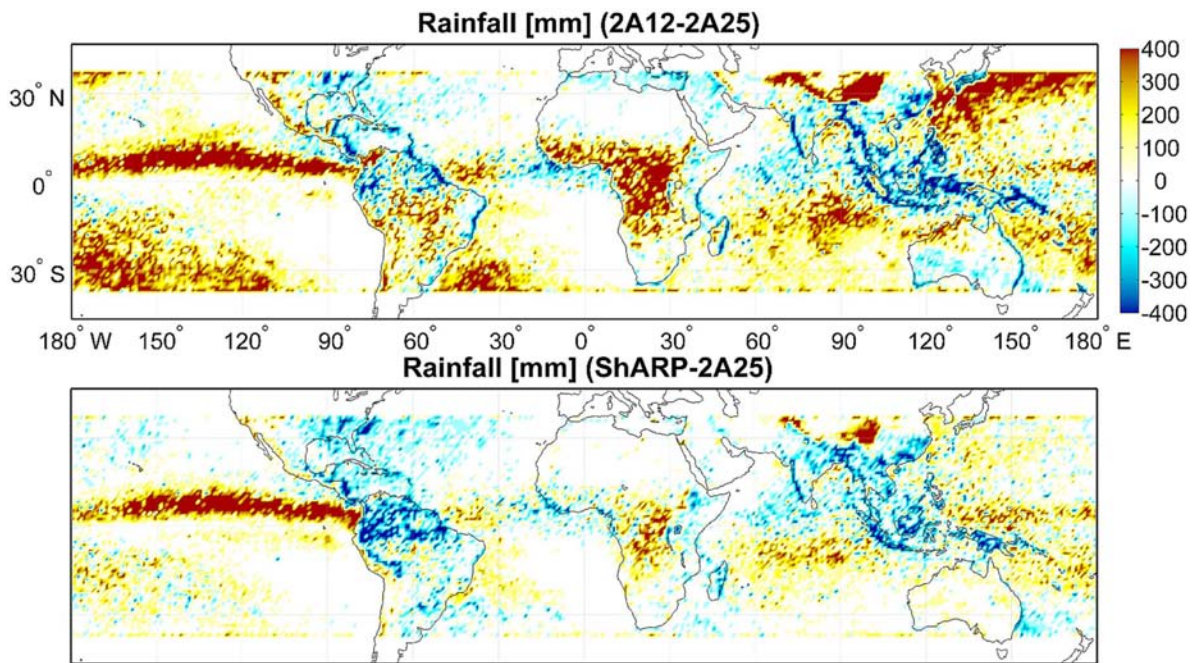 Rainfall [mm] (2A12-2A25)
400
300
200
100
0
-100
-200
-300
-400
30° N
0°
30° S
180° W 150° 120° 90° 60° 30° 0° 30° 60° 90° 120° 150° 180° E
Rainfall [mm] (ShARP-2A25)